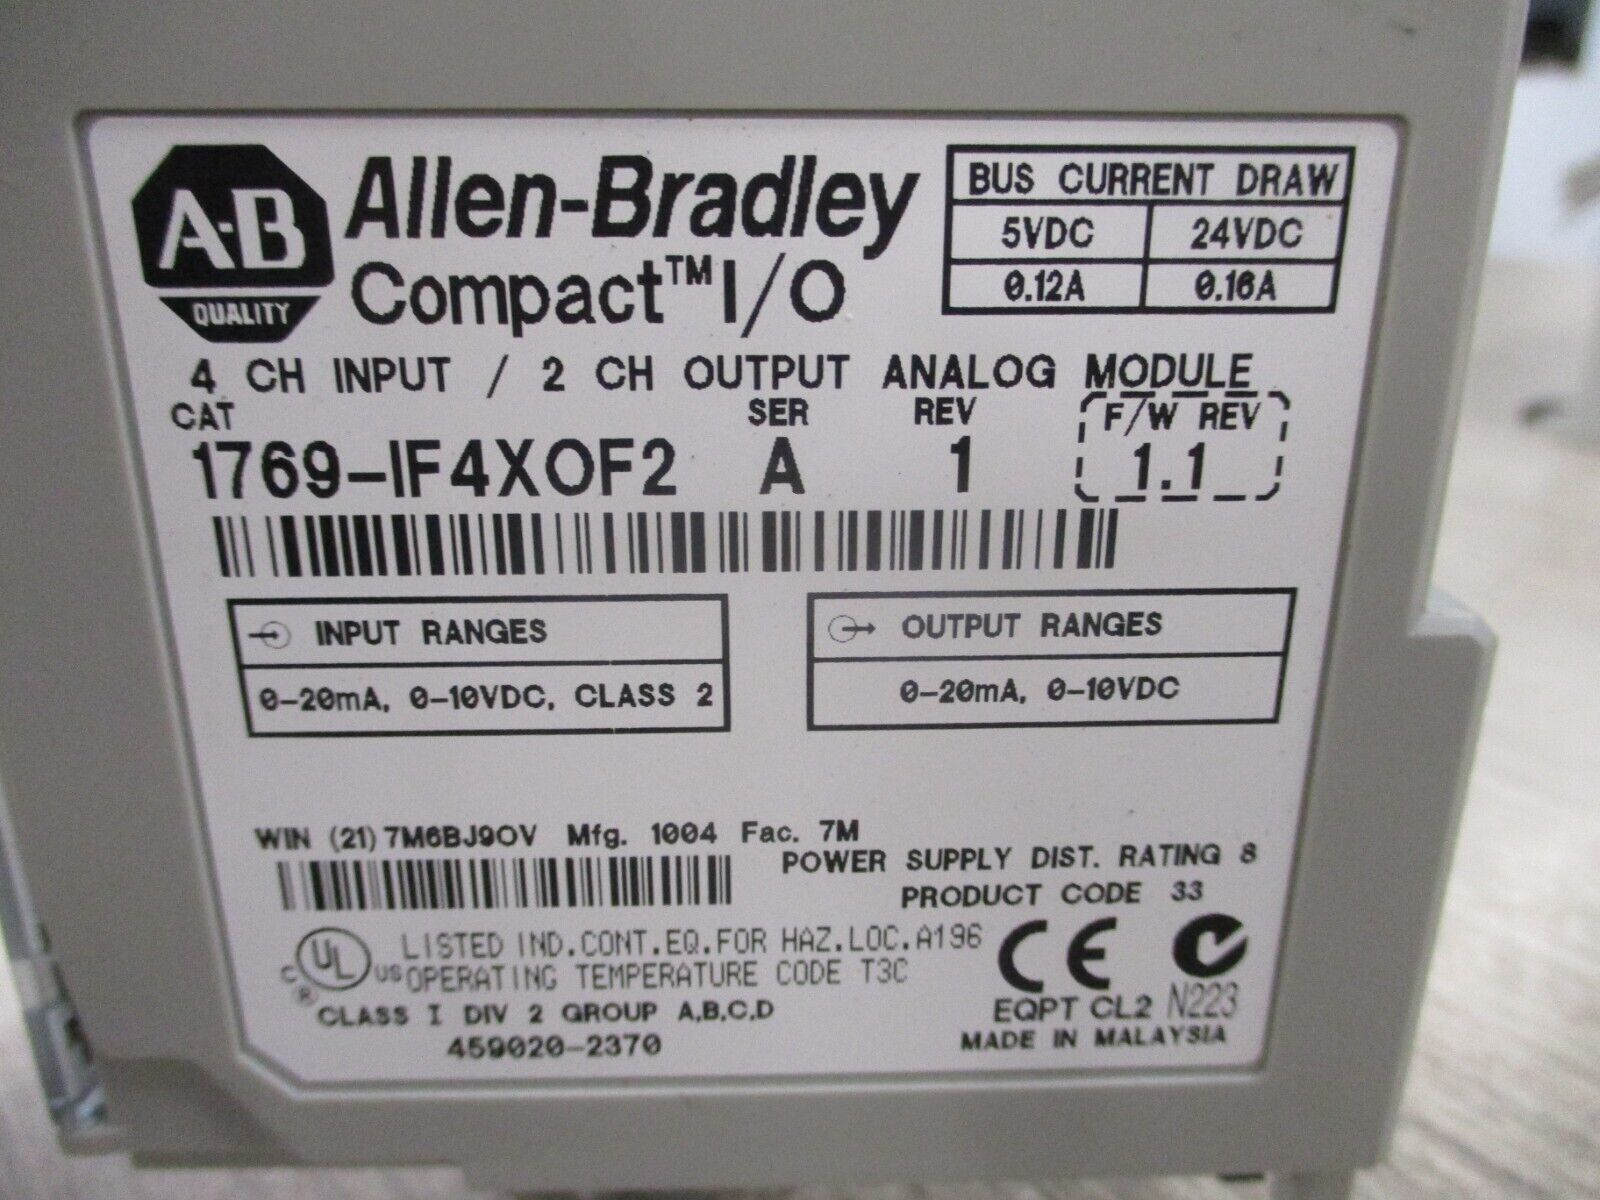 A-B
QUALITY
Allen-Bradley
Compact™ I/O
BUS CURRENT DRAW
5VDC 24VDC
0.12A 0.16A
4 CH INPUT / 2 CH OUTPUT ANALOG MODULE
CAT SER REV F/W REV
1769-IF4XOF2 A 1 1.1
INPUT RANGES
0-20mA, 0-10VDC, CLASS 2
OUTPUT RANGES
0-20mA, 0-10VDC
WIN (21) 7M6BJ9OV Mfg. 1004 Fac. 7M
POWER SUPPLY DIST. RATING 8
PRODUCT CODE 33
C UL US ®
LISTED IND.CONT.EQ.FOR HAZ.LOC.A196
OPERATING TEMPERATURE CODE T3C
CLASS I DIV 2 GROUP A,B,C,D
459020-2370
CE
EQPT CL2 N223
MADE IN MALAYSIA